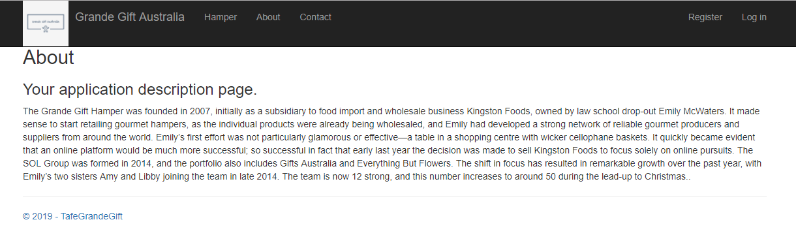 Grande Gift Australia Hamper About Contact Register Log in
About
Your application description page.
The Grande Gift Hamper was founded in 2007, initially as a subsidiary to food import and wholesale business Kingston Foods, owned by law school drop-out Emily McWaters. It made
sense to start retailing gourmet hampers, as the individual products were already being wholesaled, and Emily had developed a strong network of reliable gourmet producers and
suppliers from around the world. Emily's first effort was not particularly glamorous or effective—a table in a shopping centre with wicker cellophane baskets. It quickly became evident
that an online platform would be much more successful; so successful in fact that early last year the decision was made to sell Kingston Foods to focus solely on online pursuits. The
SOL Group was formed in 2014, and the portfolio also includes Gifts Australia and Everything But Flowers. The shift in focus has resulted in remarkable growth over the past year, with
Emily's two sisters Amy and Libby joining the team in late 2014. The team is now 12 strong, and this number increases to around 50 during the lead-up to Christmas..
© 2019 - TafeGrandeGift